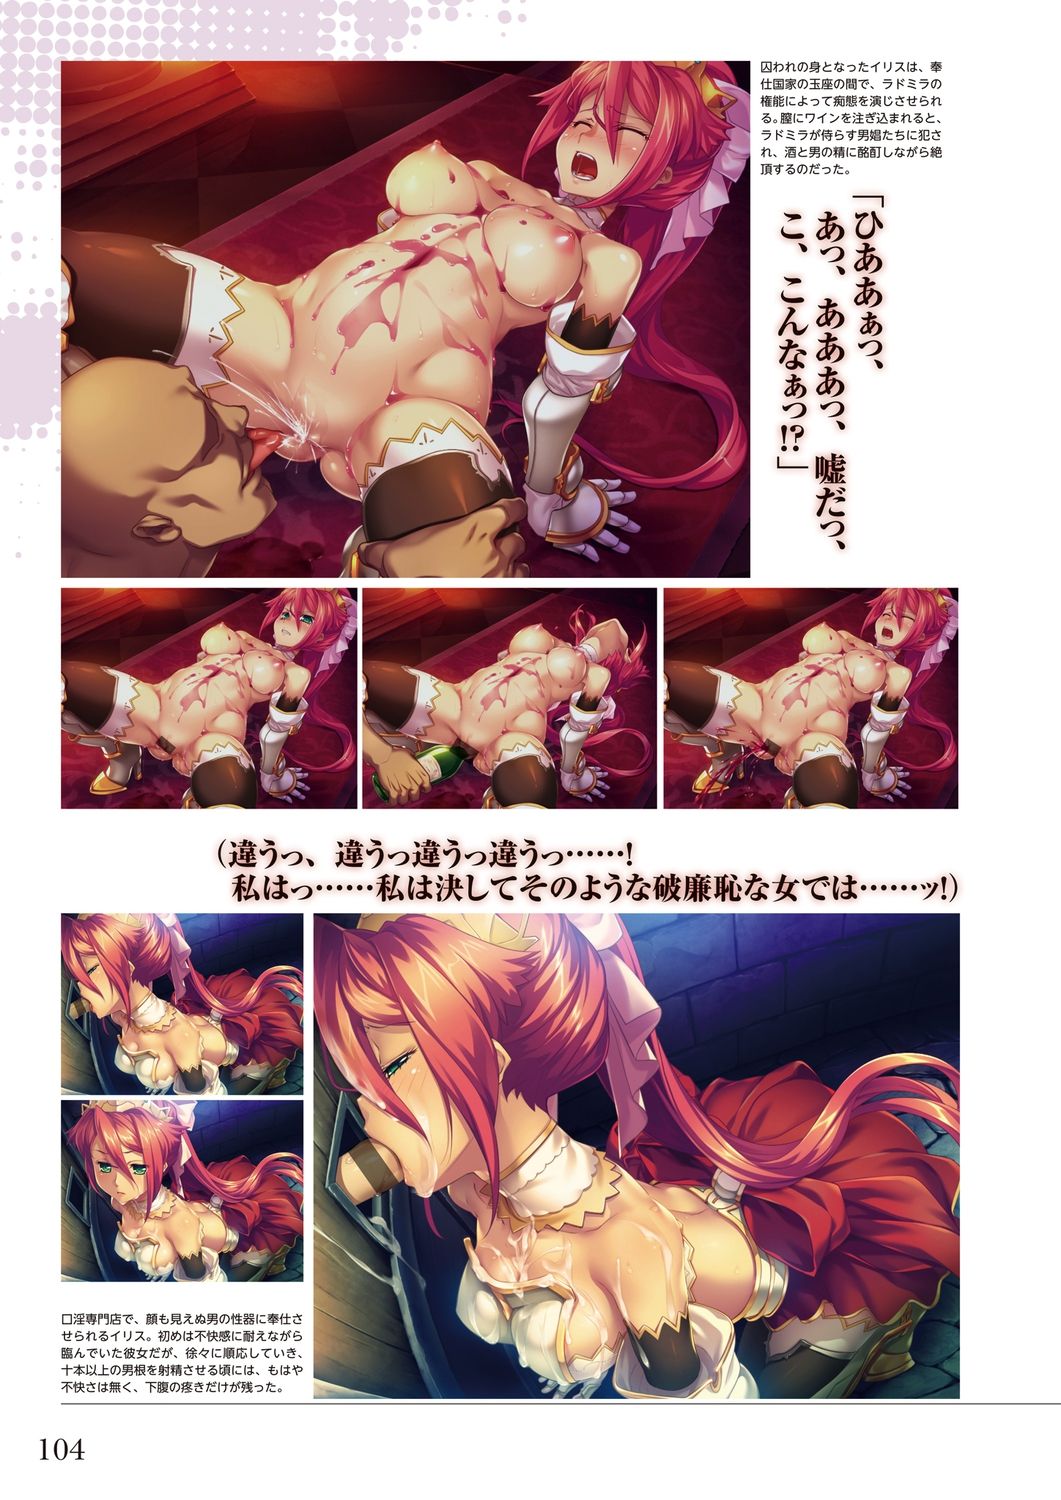 囚われの身となったイリスは、奉
仕国家の玉座の間で、ラドミラの
権能によって痴態を演じさせられ
る。膣にワインを注ぎ込まれると、
ラドミラが侍らす男娼たちに犯さ
れ、酒と男の精に酩酊しながら絶
頂するのだった。
「ひああぁっ、
あっ、あああっ、嘘だっ、
こ、こんなぁっ!?」
（違うっ、違うっ違うっ違うっ……!
私はっ……私は決してそのような破廉恥な女では……ッ!）
口淫専門店で、顔も見えぬ男の性器に奉仕さ
せられるイリス。初めは不快感に耐えながら
臨んでいた彼女だが、徐々に順応していき、
十本以上の男根を射精させる頃には、もはや
不快さは無く、下腹の疼きだけが残った。
104